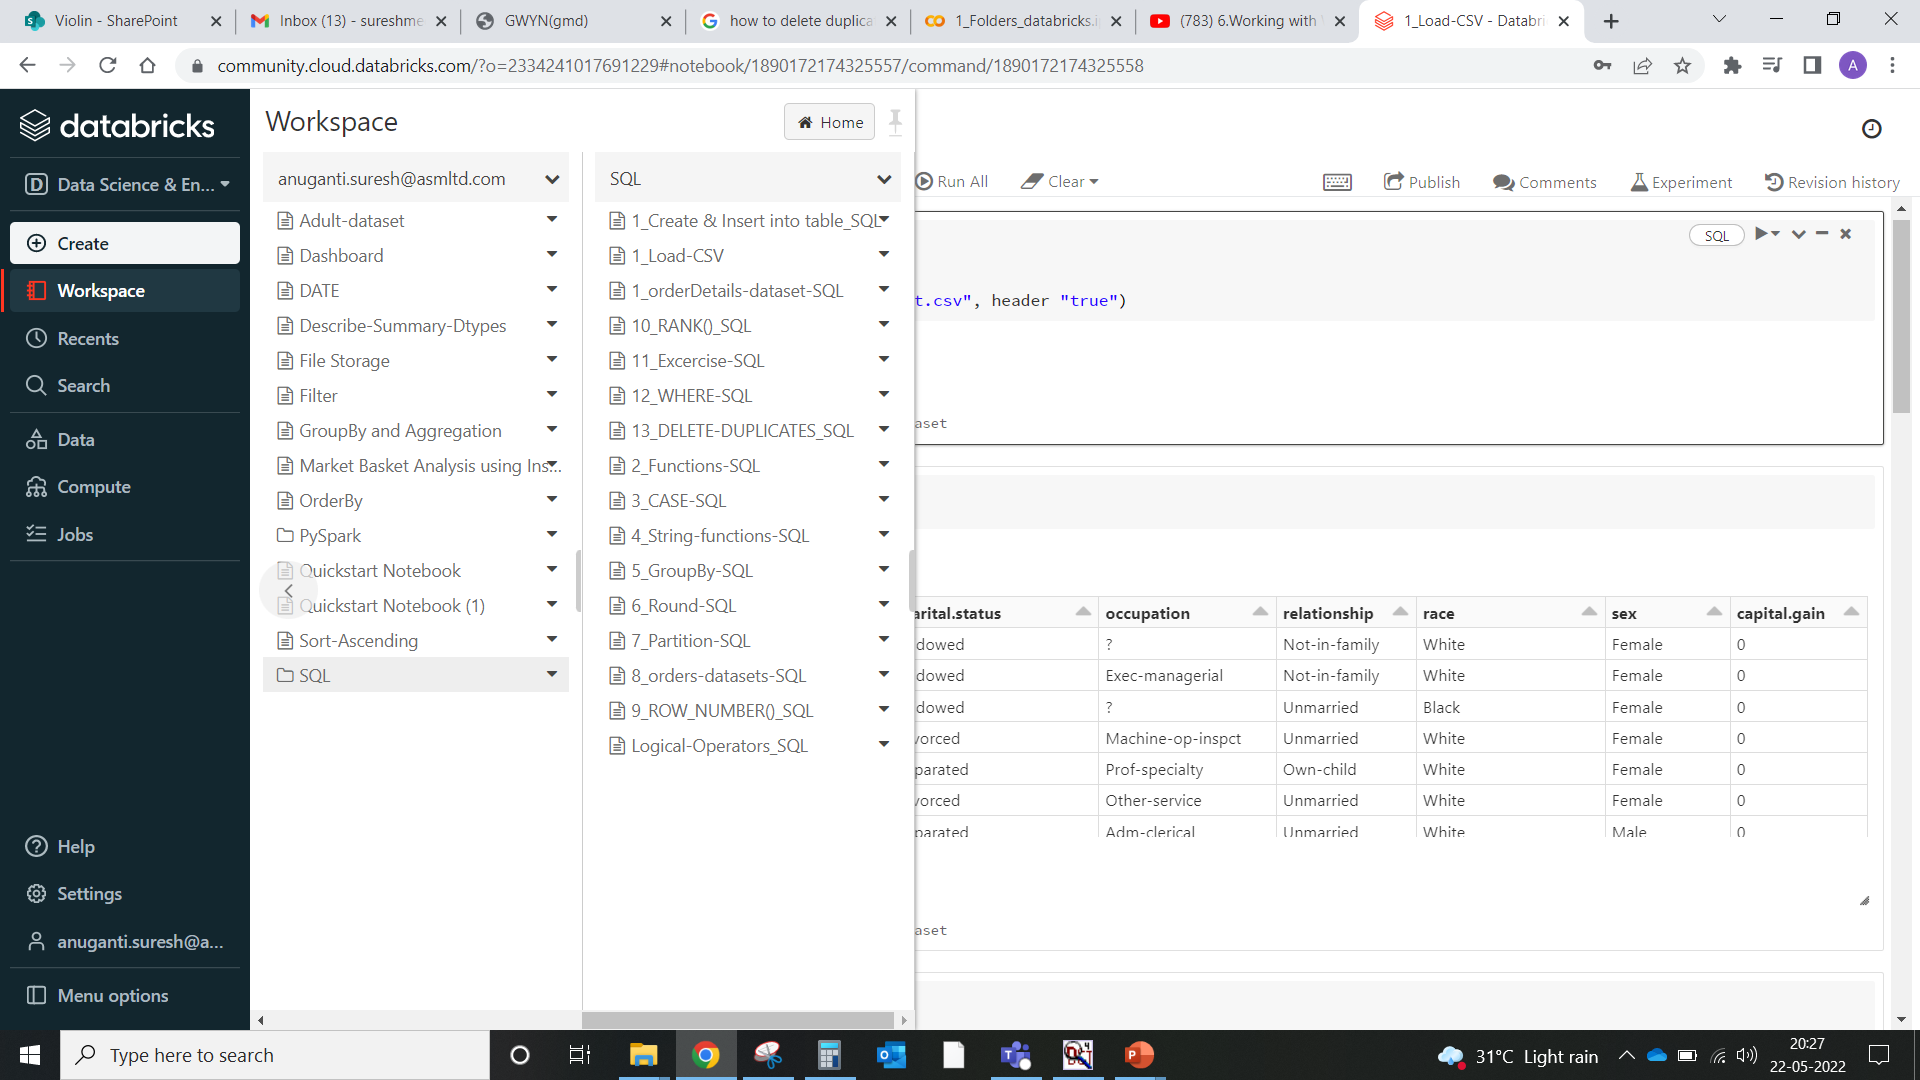 Violin - SharePoint
Inbox (13) - sureshme
GWYN(gmd)
how to delete duplica
1_Folders_databricks.i
(783) 6.Working with
1_Load-CSV - Databri
community.cloud.databricks.com/?o=2334241017691229#notebook/1890172174325557/command/1890172174325558
A
databricks
D Data Science & En...
Create
Workspace
Recents
Search
Data
Compute
Jobs
Help
Settings
anuganti.suresh@a...
Menu options
Workspace
Home
anuganti.suresh@asmltd.com
Adult-dataset
Dashboard
DATE
Describe-Summary-Dtypes
File Storage
Filter
GroupBy and Aggregation
Market Basket Analysis using Ins...
OrderBy
PySpark
Quickstart Notebook
Quickstart Notebook (1)
Sort-Ascending
SQL
SQL
1_Create & Insert into table_SQL
1_Load-CSV
1_orderDetails-dataset-SQL
10_RANK()_SQL
11_Excercise-SQL
12_WHERE-SQL
13_DELETE-DUPLICATES_SQL
2_Functions-SQL
3_CASE-SQL
4_String-functions-SQL
5_GroupBy-SQL
6_Round-SQL
7_Partition-SQL
8_orders-datasets-SQL
9_ROW_NUMBER()_SQL
Logical-Operators_SQL
Run All Clear Publish Comments Experiment Revision history
SQL
t.csv", header "true")
aset
arital.status occupation relationship race sex capital.gain
dowed ? Not-in-family White Female 0
dowed Exec-managerial Not-in-family White Female 0
dowed ? Unmarried Black Female 0
vorced Machine-op-inspct Unmarried White Female 0
parated Prof-specialty Own-child White Female 0
vorced Other-service Unmarried White Female 0
parated Adm-clerical Unmarried White Male 0
aset
Type here to search
31°C Light rain
20:27
22-05-2022